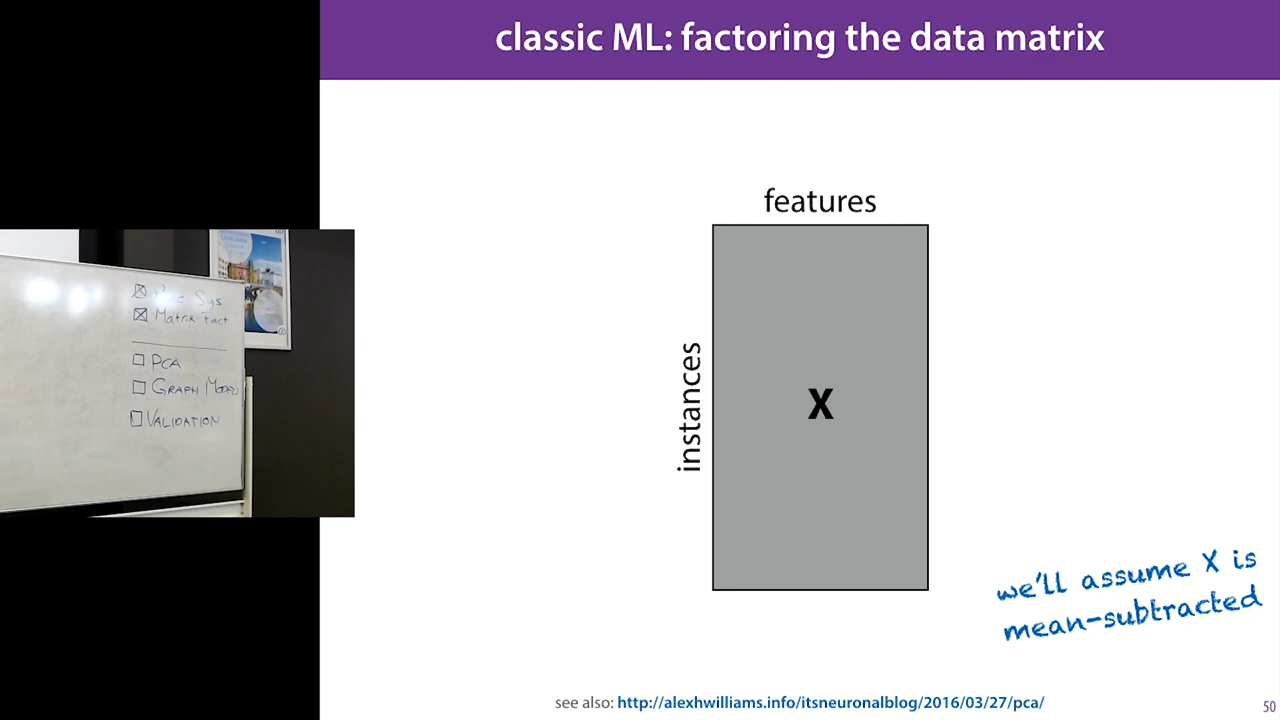 classic ML: factoring the data matrix
Sys
Matrix Fact
PCA
GRAPH
VALIDATION
features
instances
X
we'll assume X is
mean-subtracted
see also: http://alexhwilliams.info/itsneuronalblog/2016/03/27/pca/
50